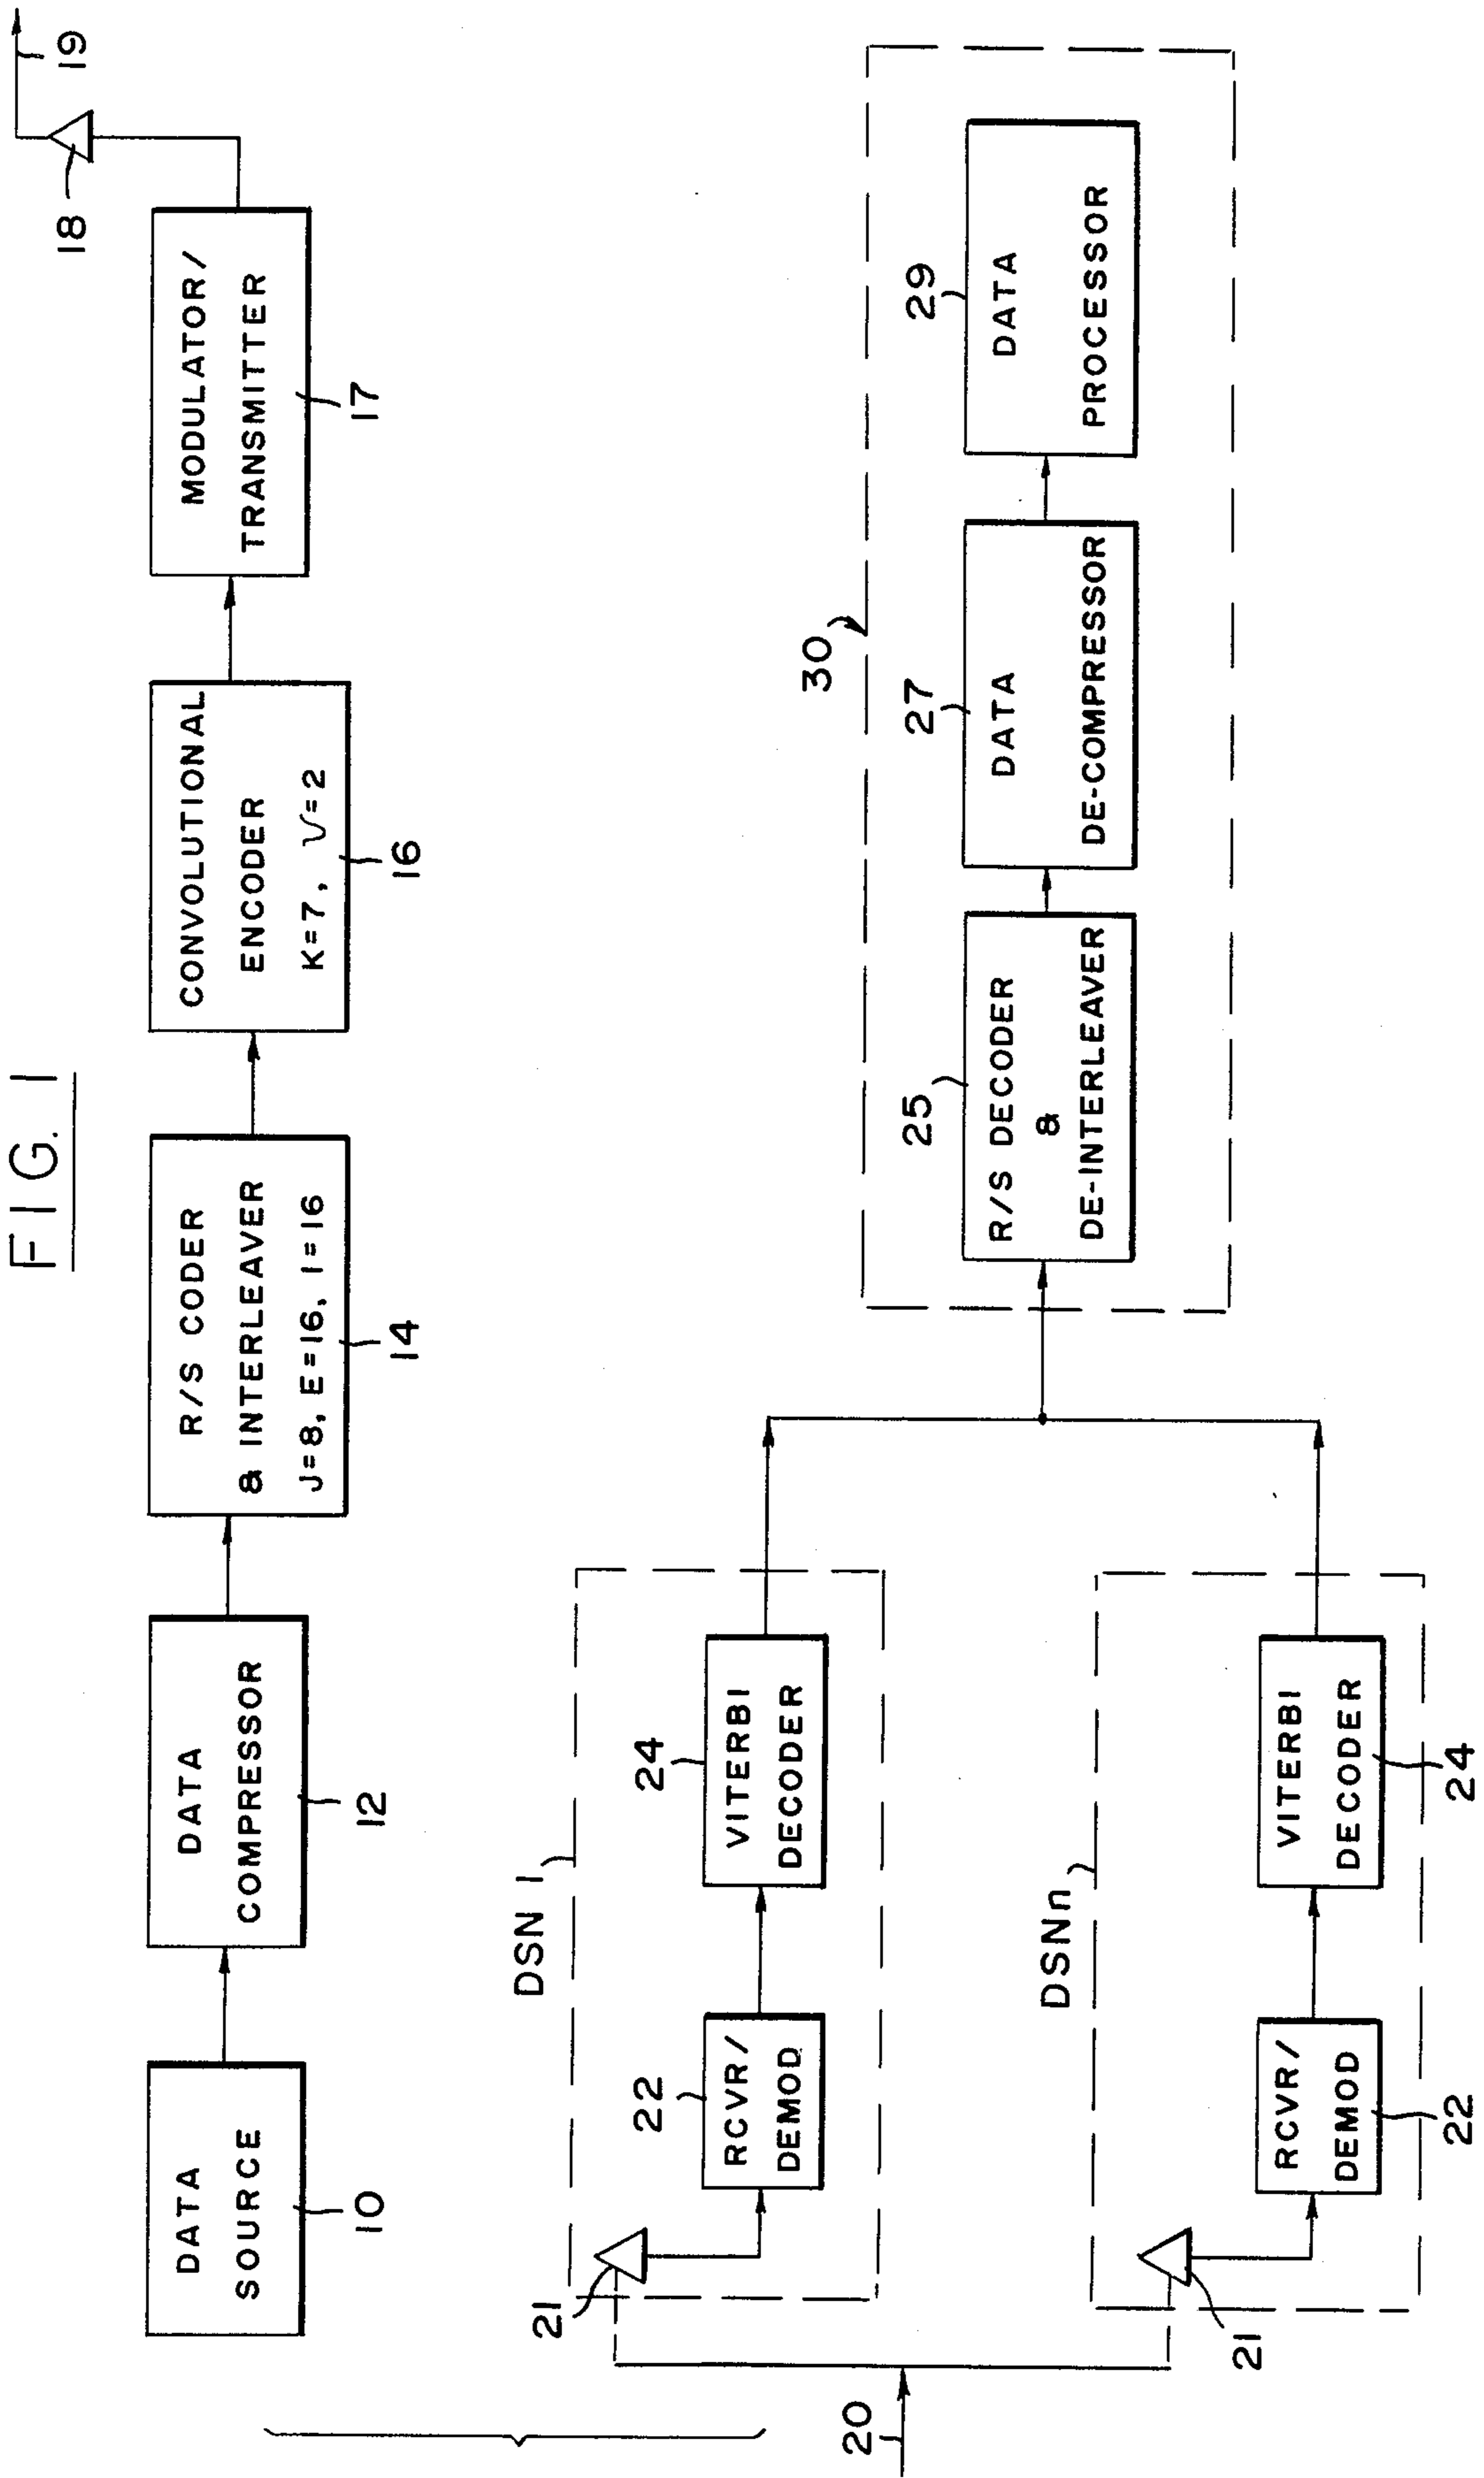 FIG. 1
DATA
SOURCE
10
DATA
COMPRESSOR
12
R/S CODER
& INTERLEAVER
J=8, E=16, I=16
14
CONVOLUTIONAL
ENCODER
K=7, ν=2
16
MODULATOR/
TRANSMITTER
17
18
19
20
DSN 1
21
22
RCVR/
DEMOD
24
VITERBI
DECODER
DSNn
21
RCVR/
DEMOD
22
VITERBI
DECODER
24
30
25
R/S DECODER
&
DE-INTERLEAVER
27
DATA
DE-COMPRESSOR
29
DATA
PROCESSOR